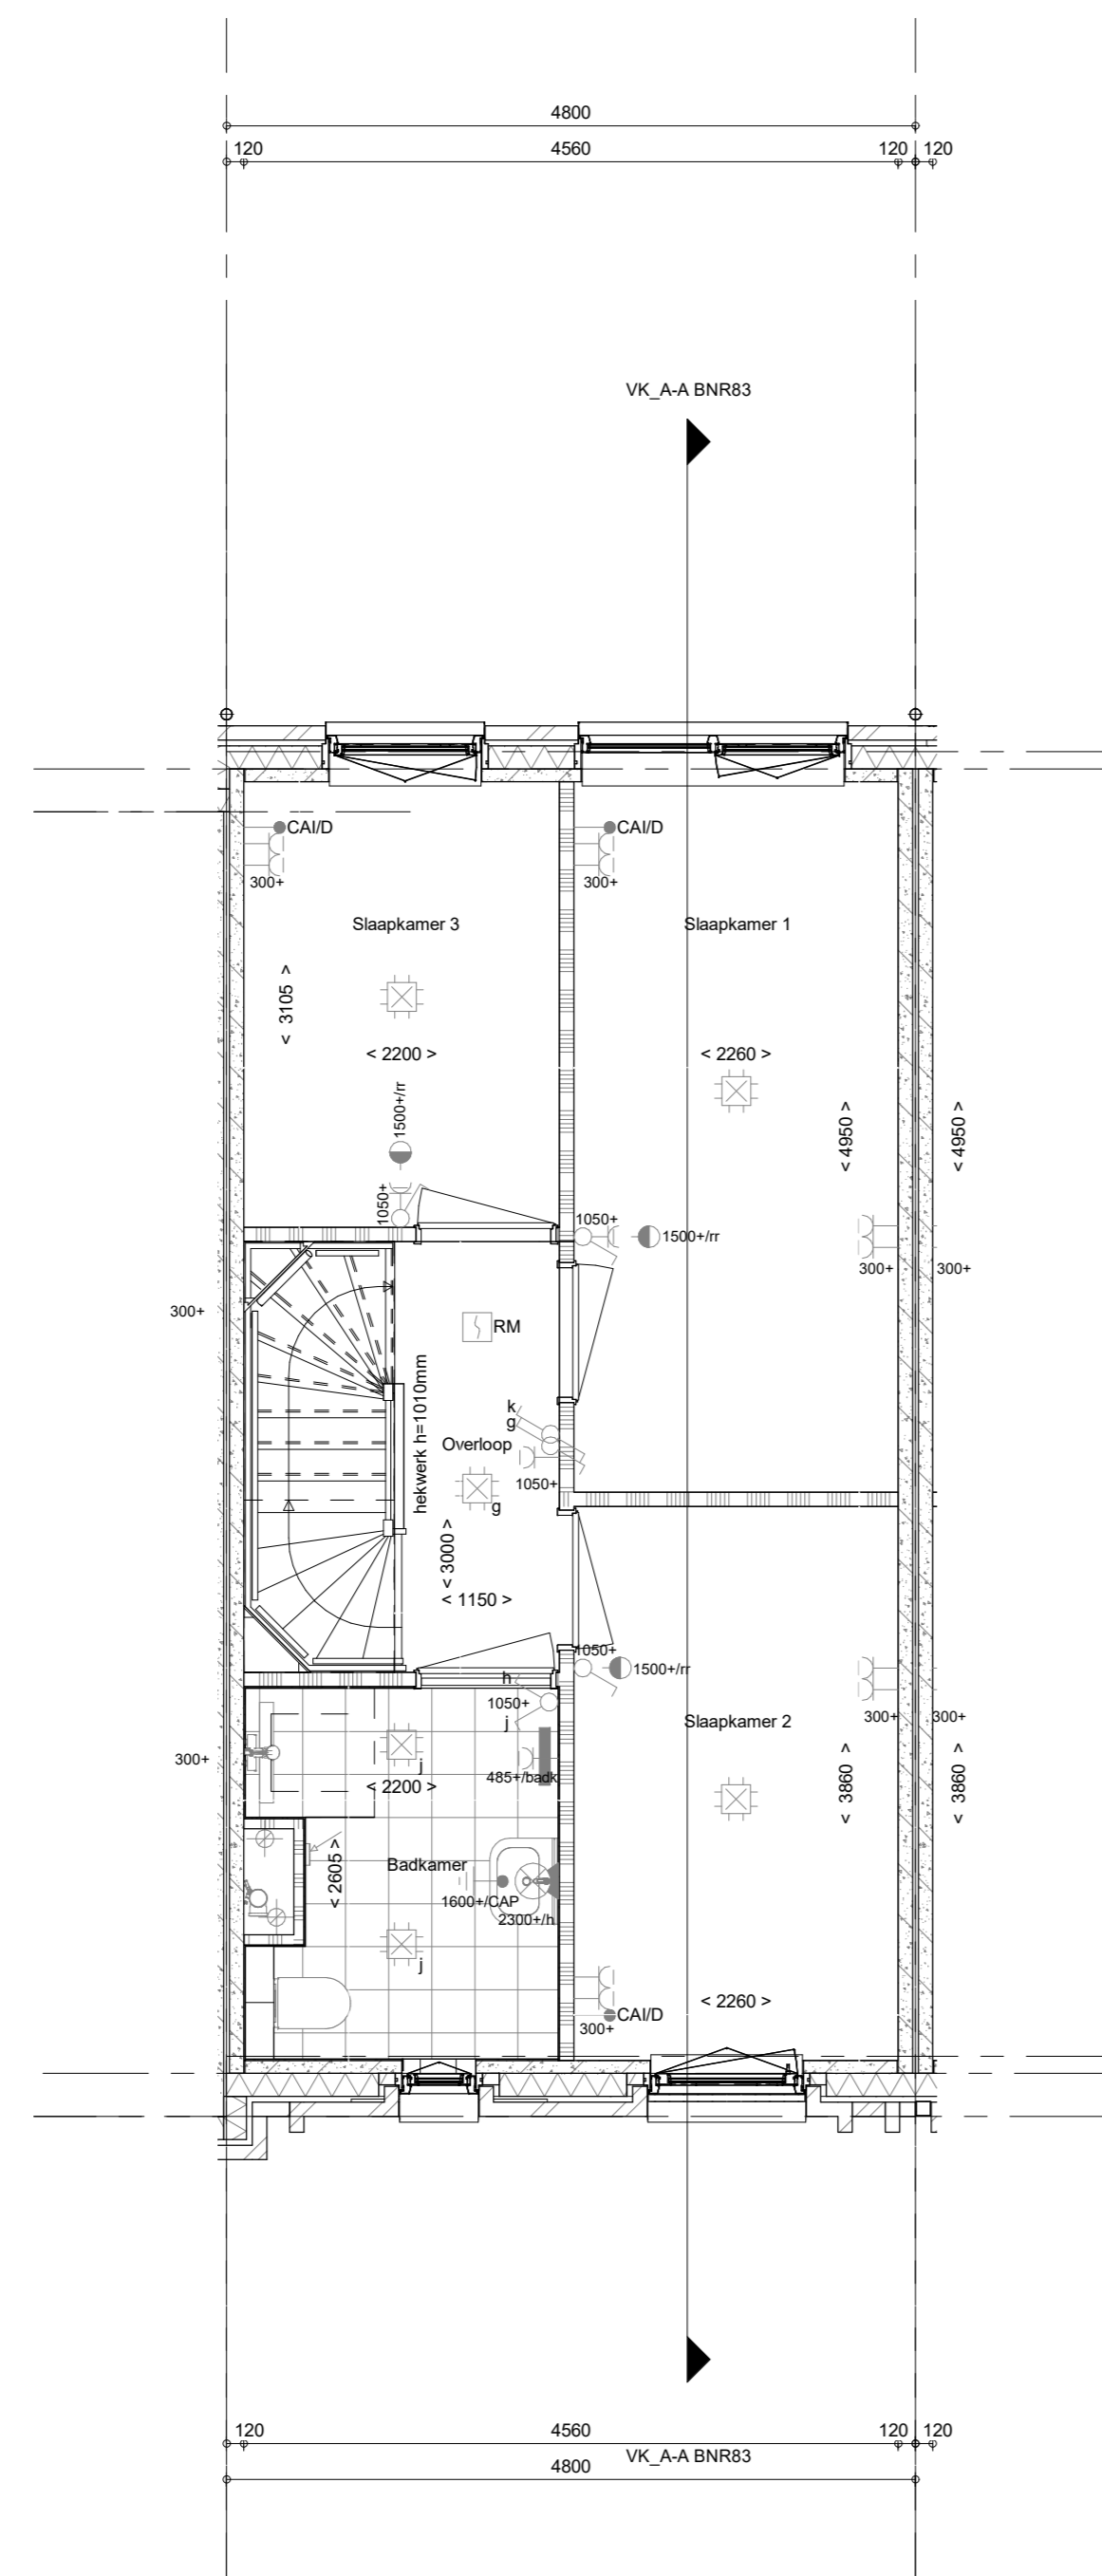 4800
120 4560 120 120
VK_A-A BNR83
CAI/D CAI/D
300+ 300+
Slaapkamer 3 Slaapkamer 1
< 3105 >
< 2200 > < 2260 >
1500+/rr
< 4950 > < 4950 >
1050+
1050+
1500+/rr
300+ 300+
300+
RM
hekwerk h=1010mm
k
g
Overloop
1050+
g
< 3000 >
< 1150 >
1050+
1500+/rr
h
1050+
j
300+ 300+
Slaapkamer 2
300+
j
485+/badk
< 2200 >
< 3860 > < 3860 >
Badkamer
< 2605 >
1600+/CAP
2300+/h
j
< 2260 >
CAI/D
300+
120 4560 120 120
VK_A-A BNR83
4800